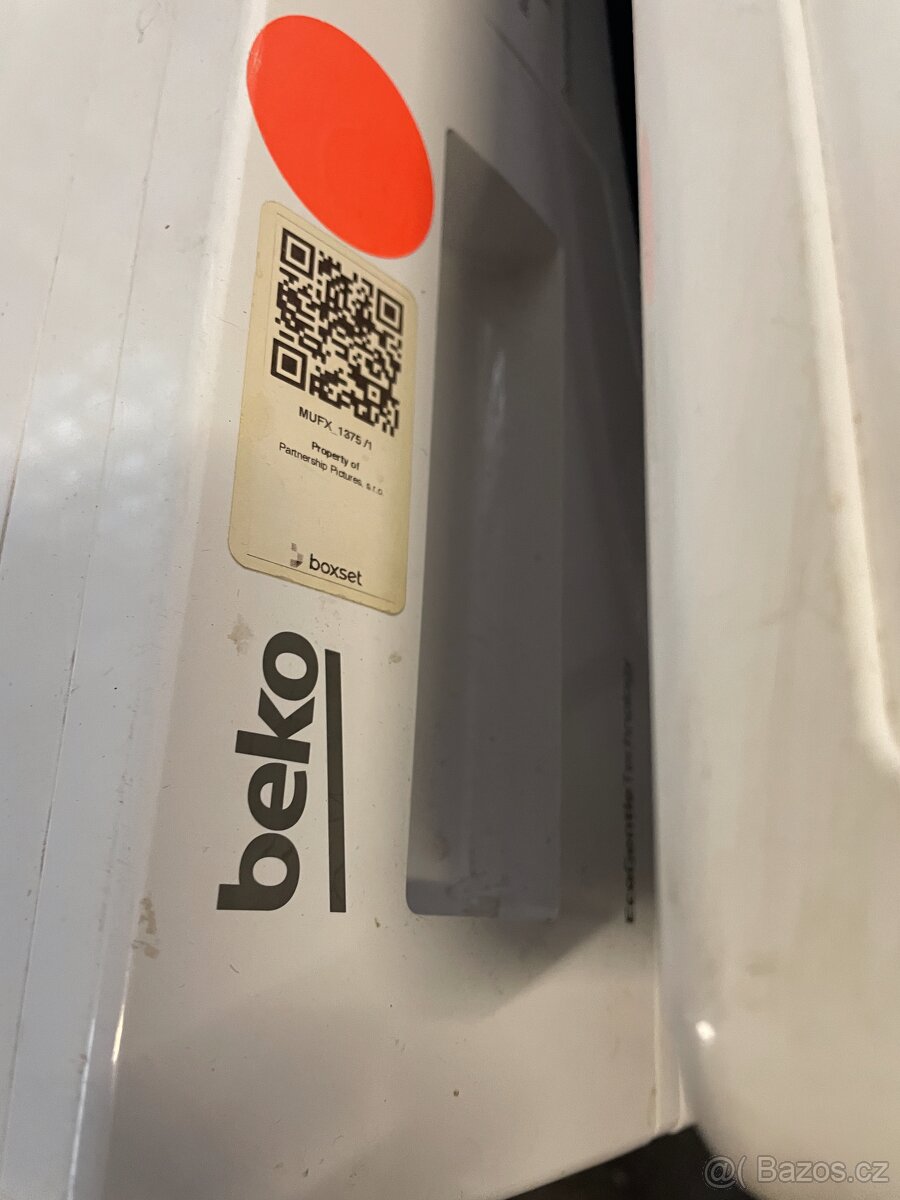 MUFX_1375 /1
Property of
Partnership Pictures, s.r.o.
boxset
beko
@( Bazos.cz